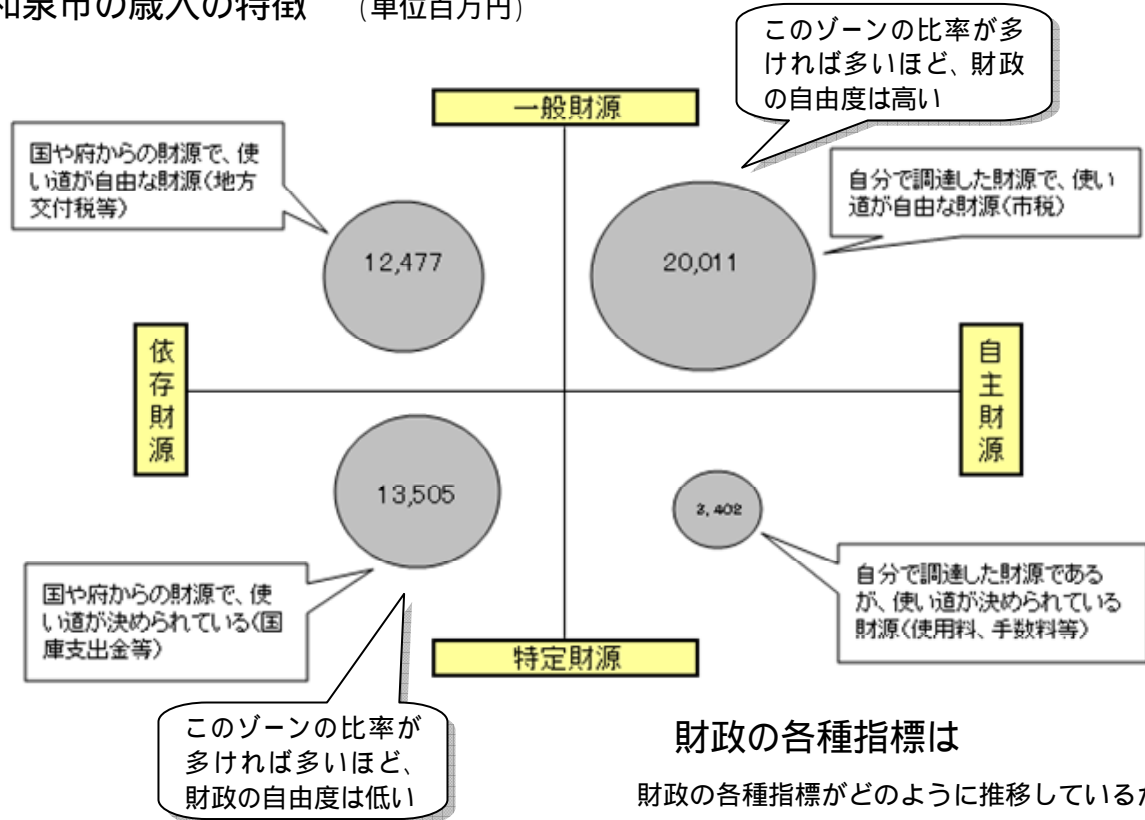 和泉市の歳入の特徴 （単位百万円）
このゾーンの比率が多
ければ多いほど、財政
の自由度は高い
一般財源
国や府からの財源で、使
い道が自由な財源（地方
交付税等）
自分で調達した財源で、使い
道が自由な財源（市税）
12,477
20,011
依存財源
自主財源
13,505
3,402
国や府からの財源で、使
い道が決められている（国
庫支出金等）
自分で調達した財源である
が、使い道が決められている
財源（使用料、手数料等）
特定財源
このゾーンの比率が
多ければ多いほど、
財政の自由度は低い
財政の各種指標は
財政の各種指標がどのように推移している